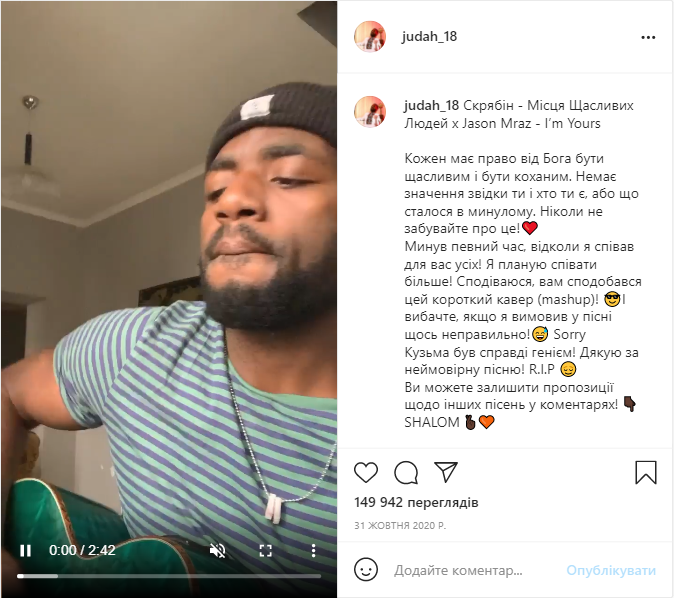 judah_18
judah_18 Скрябін - Місця Щасливих
Людей x Jason Mraz - I'm Yours
Кожен має право від Бога бути
щасливим і бути коханим. Немає
значення звідки ти і хто ти є, або що
сталося в минулому. Ніколи не
забувайте про це!❤️
Минув певний час, відколи я співав
для вас усіх! Я планую співати
більше! Сподіваюся, вам сподобався
цей короткий кавер (mashup)! 😎І
вибачте, якщо я вимовив у пісні
щось неправильно!😅 Sorry
Кузьма був справді генієм! Дякую за
неймовірну пісню! R.I.P 😌
Ви можете залишити пропозиції
щодо інших пісень у коментарях! 👇🏿
SHALOM 🤞🏿🧡
149 942 переглядів
31 ЖОВТНЯ 2020 Р.
0:00 / 2:42
Додайте коментар... Опублікувати